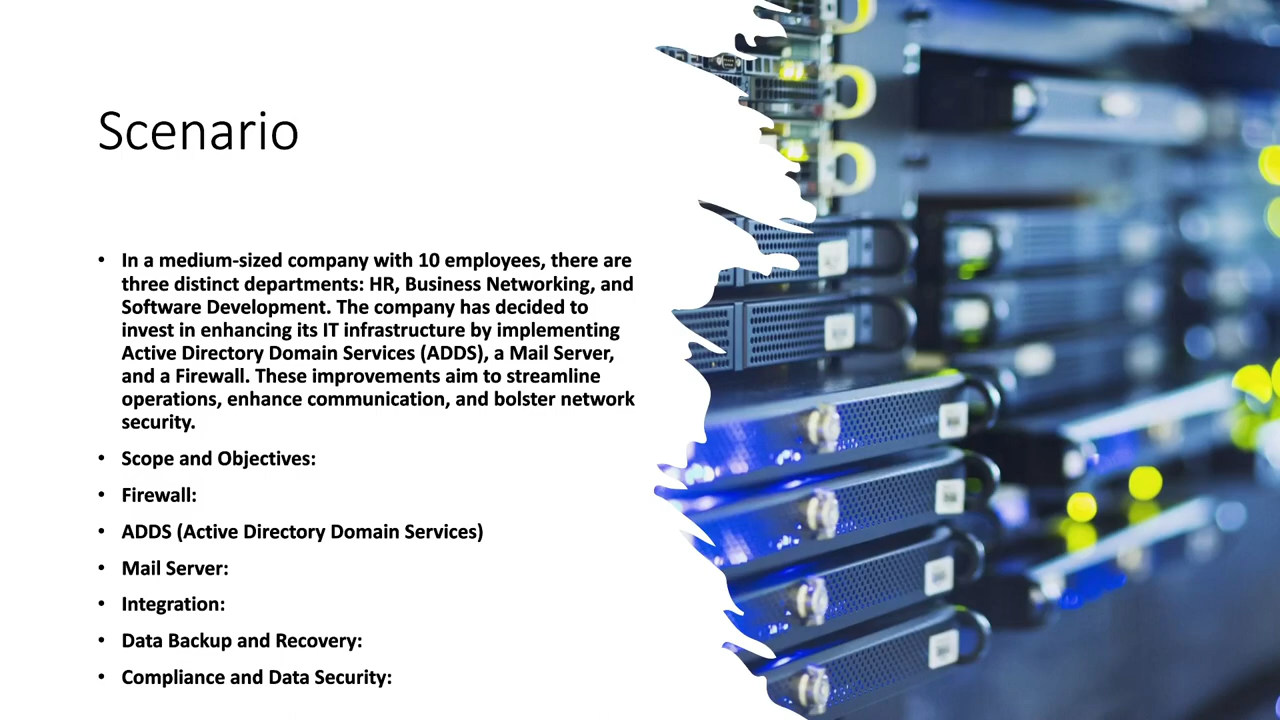 Scenario
• In a medium-sized company with 10 employees, there are
three distinct departments: HR, Business Networking, and
Software Development. The company has decided to
invest in enhancing its IT infrastructure by implementing
Active Directory Domain Services (ADDS), a Mail Server,
and a Firewall. These improvements aim to streamline
operations, enhance communication, and bolster network
security.
• Scope and Objectives:
• Firewall:
• ADDS (Active Directory Domain Services)
• Mail Server:
• Integration:
• Data Backup and Recovery:
• Compliance and Data Security: